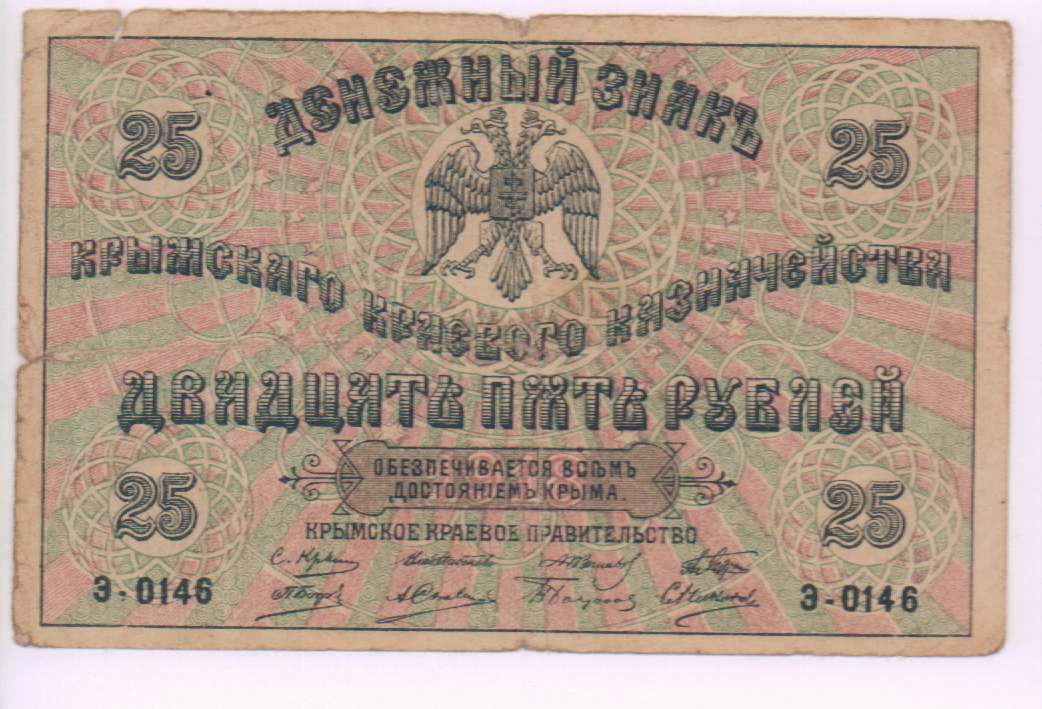 ДЕНЕЖНЫЙ ЗНАКЪ
25 25
КРЫМСКАГО КРАЕВОГО КАЗНАЧЕЙСТВА
ДВАДЦАТЬ ПЯТЬ РУБЛЕЙ
ОБЕЗПЕЧИВАЕТСЯ ВСѢМЪ
ДОСТОЯНІЕМЪ КРЫМА.
25 25
КРЫМСКОЕ КРАЕВОЕ ПРАВИТЕЛЬСТВО
Э-0146 Э-0146